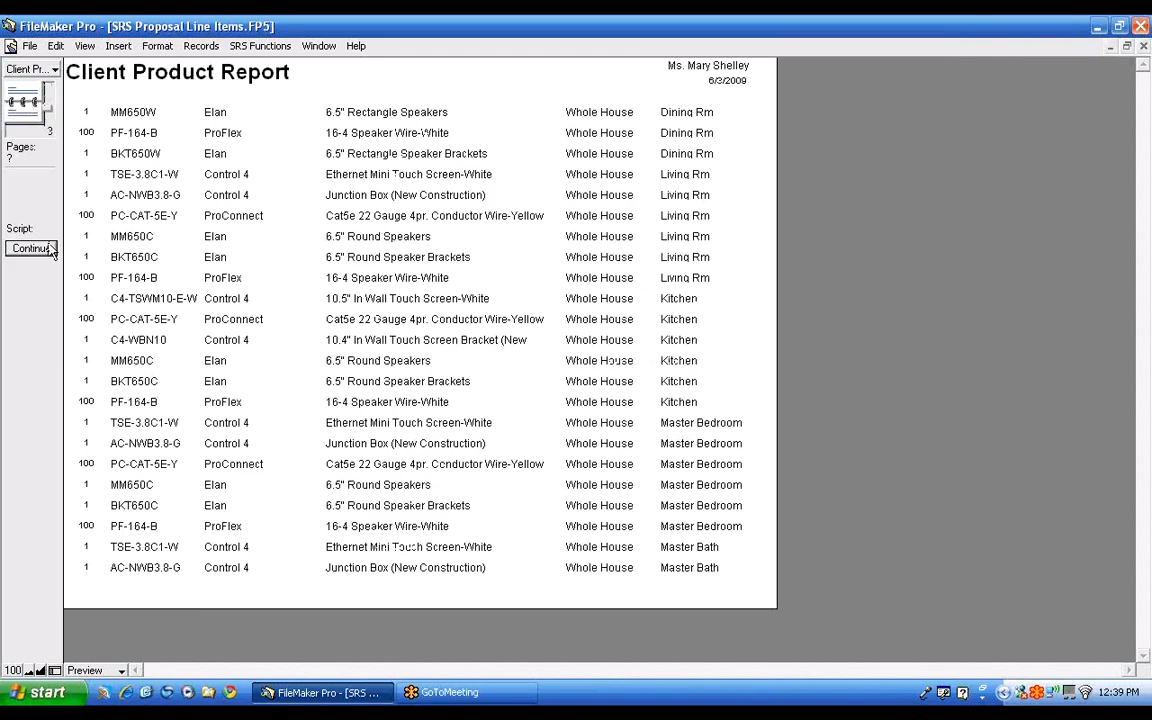 FileMaker Pro - [SRS Proposal Line Items.FP5]
File Edit View Insert Format Records SRS Functions Window Help
Client Pr...
3
Pages:
?
Script:
Continue
Client Product Report
Ms. Mary Shelley
6/3/2009
1 MM650W Elan 6.5" Rectangle Speakers Whole House Dining Rm
100 PF-164-B ProFlex 16-4 Speaker Wire-White Whole House Dining Rm
1 BKT650W Elan 6.5" Rectangle Speaker Brackets Whole House Dining Rm
1 TSE-3.8C1-W Control 4 Ethernet Mini Touch Screen-White Whole House Living Rm
1 AC-NWB3.8-G Control 4 Junction Box (New Construction) Whole House Living Rm
100 PC-CAT-5E-Y ProConnect Cat5e 22 Gauge 4pr. Conductor Wire-Yellow Whole House Living Rm
1 MM650C Elan 6.5" Round Speakers Whole House Living Rm
1 BKT650C Elan 6.5" Round Speaker Brackets Whole House Living Rm
100 PF-164-B ProFlex 16-4 Speaker Wire-White Whole House Living Rm
1 C4-TSWM10-E-W Control 4 10.5" In Wall Touch Screen-White Whole House Kitchen
100 PC-CAT-5E-Y ProConnect Cat5e 22 Gauge 4pr. Conductor Wire-Yellow Whole House Kitchen
1 C4-WBN10 Control 4 10.4" In Wall Touch Screen Bracket (New Whole House Kitchen
1 MM650C Elan 6.5" Round Speakers Whole House Kitchen
1 BKT650C Elan 6.5" Round Speaker Brackets Whole House Kitchen
100 PF-164-B ProFlex 16-4 Speaker Wire-White Whole House Kitchen
1 TSE-3.8C1-W Control 4 Ethernet Mini Touch Screen-White Whole House Master Bedroom
1 AC-NWB3.8-G Control 4 Junction Box (New Construction) Whole House Master Bedroom
100 PC-CAT-5E-Y ProConnect Cat5e 22 Gauge 4pr. Conductor Wire-Yellow Whole House Master Bedroom
1 MM650C Elan 6.5" Round Speakers Whole House Master Bedroom
1 BKT650C Elan 6.5" Round Speaker Brackets Whole House Master Bedroom
100 PF-164-B ProFlex 16-4 Speaker Wire-White Whole House Master Bedroom
1 TSE-3.8C1-W Control 4 Ethernet Mini Touch Screen-White Whole House Master Bath
1 AC-NWB3.8-G Control 4 Junction Box (New Construction) Whole House Master Bath
100 Preview
start FileMaker Pro - [SRS ... GoToMeeting 12:39 PM